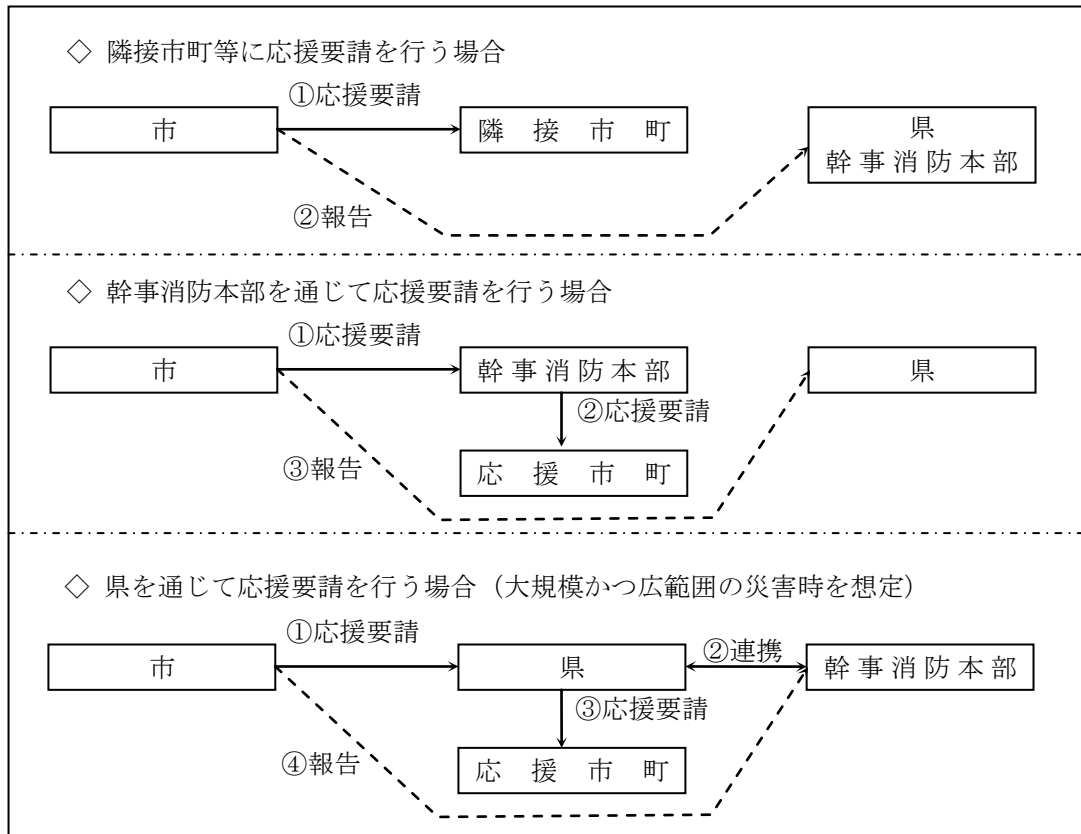 ◇ 隣接市町等に応援要請を行う場合
①応援要請
市
隣接市町
県
幹事消防本部
②報告
◇ 幹事消防本部を通じて応援要請を行う場合
①応援要請
市
幹事消防本部
県
②応援要請
応援市町
③報告
◇ 県を通じて応援要請を行う場合（大規模かつ広範囲の災害時を想定）
①応援要請
市
県
②連携
幹事消防本部
③応援要請
応援市町
④報告